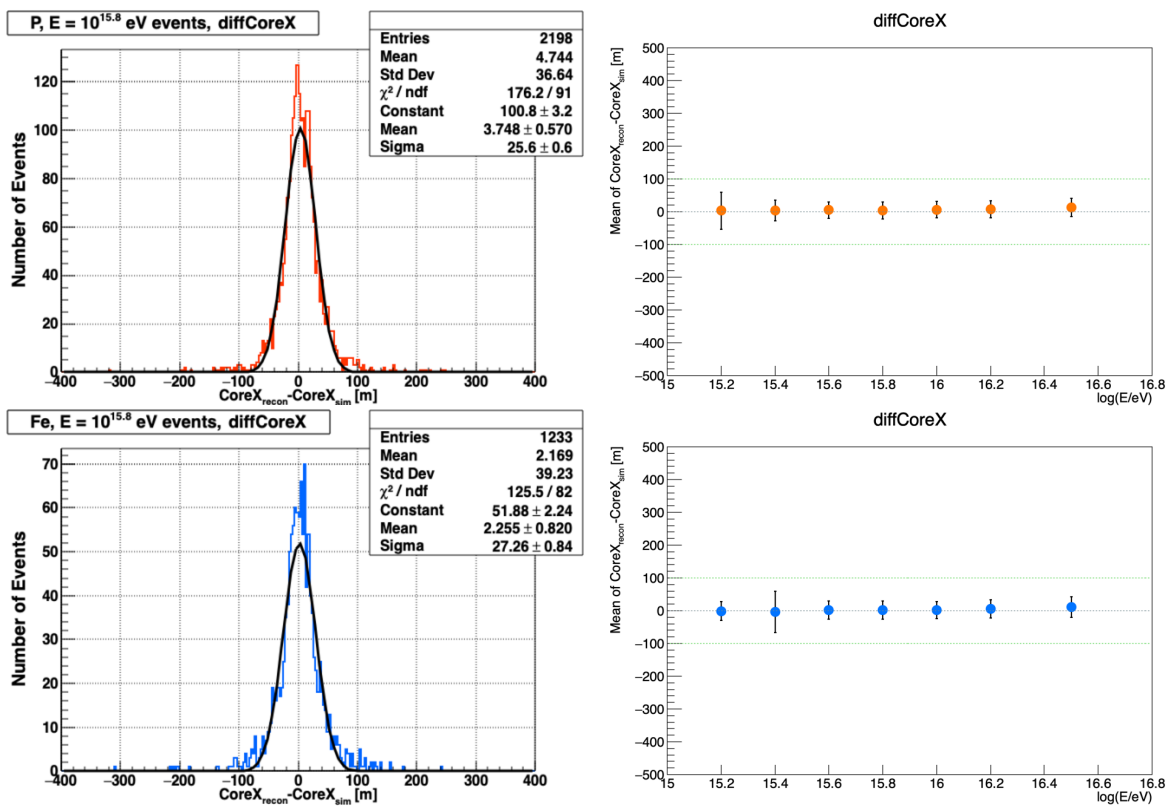 P, E = 10^15.8 eV events, diffCoreX
Entries 2198
Mean 4.744
Std Dev 36.64
χ² / ndf 176.2 / 91
Constant 100.8 ± 3.2
Mean 3.748 ± 0.570
Sigma 25.6 ± 0.6
Number of Events
120
100
80
60
40
20
0
−400 −300 −200 −100 0 100 200 300 400
CoreX_recon-CoreX_sim [m]
diffCoreX
Mean of CoreX_recon-CoreX_sim [m]
500
400
300
200
100
0
−100
−200
−300
−400
−500
15 15.2 15.4 15.6 15.8 16 16.2 16.4 16.6 16.8
log(E/eV)
Fe, E = 10^15.8 eV events, diffCoreX
Entries 1233
Mean 2.169
Std Dev 39.23
χ² / ndf 125.5 / 82
Constant 51.88 ± 2.24
Mean 2.255 ± 0.820
Sigma 27.26 ± 0.84
Number of Events
70
60
50
40
30
20
10
0
−400 −300 −200 −100 0 100 200 300 400
CoreX_recon-CoreX_sim [m]
diffCoreX
Mean of CoreX_recon-CoreX_sim [m]
500
400
300
200
100
0
−100
−200
−300
−400
−500
15 15.2 15.4 15.6 15.8 16 16.2 16.4 16.6 16.8
log(E/eV)